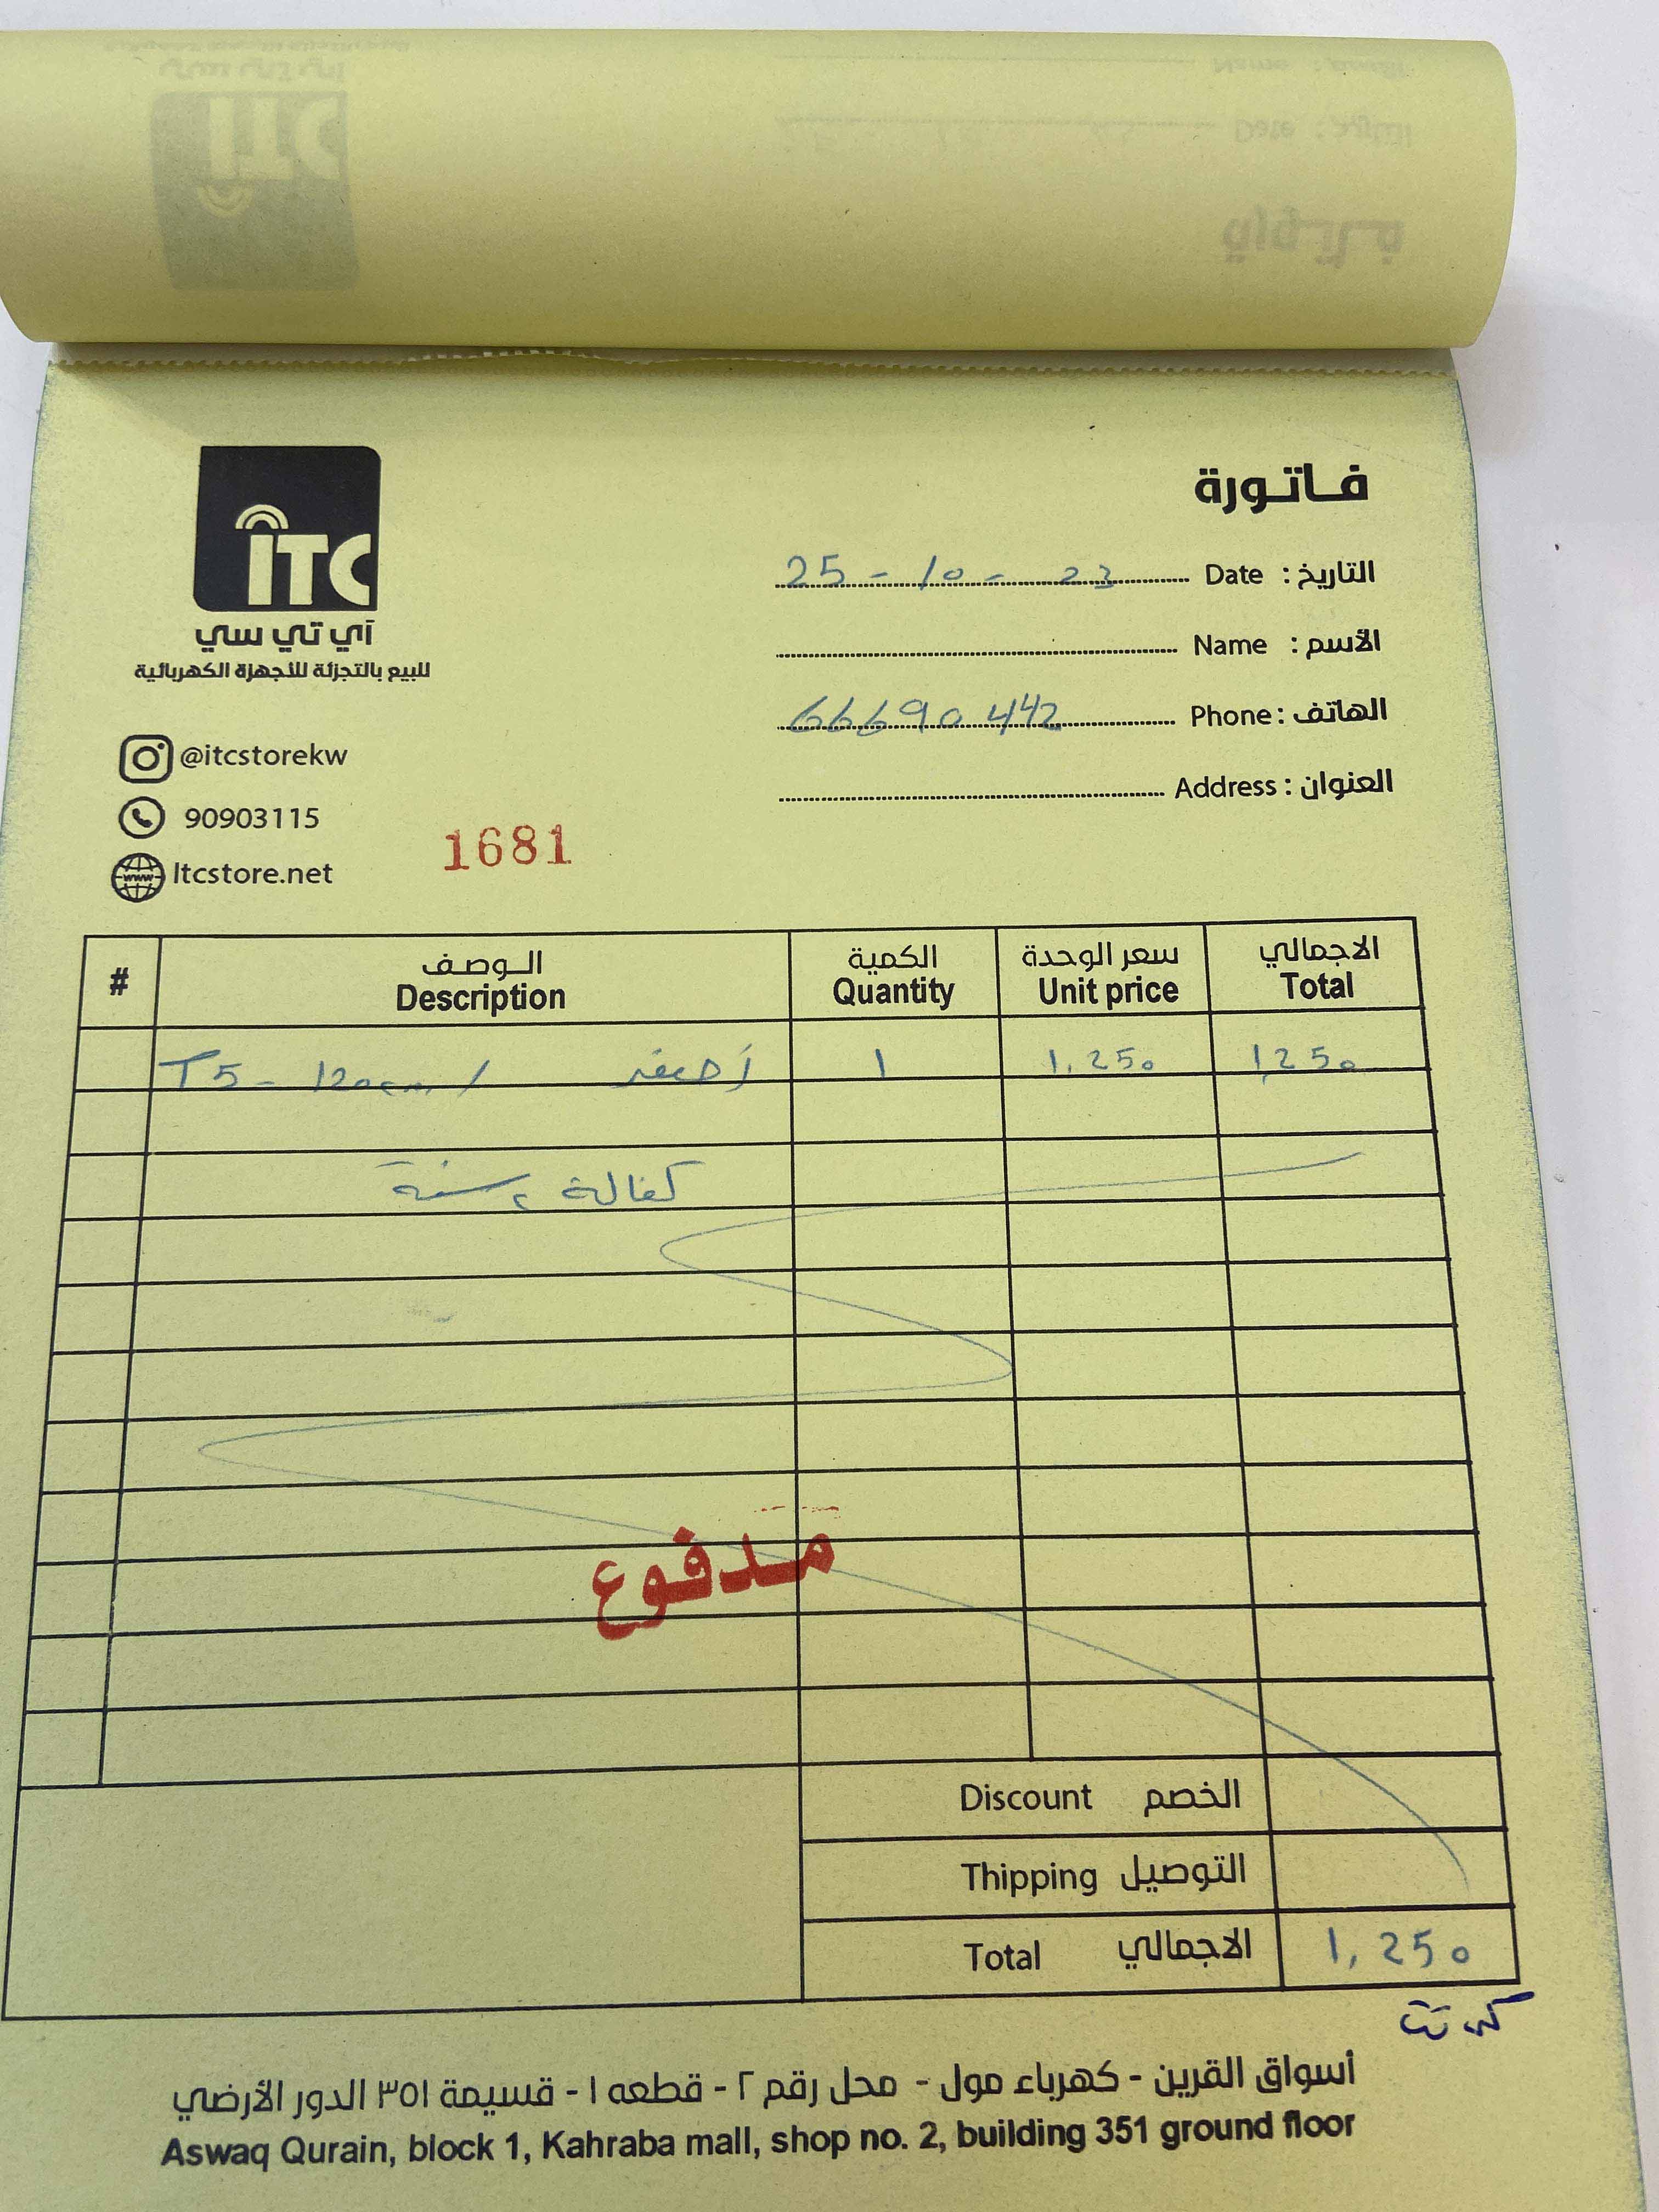 ITC
آي تي سي
للبيع بالتجزئة للأجهزة الكهربائية
@itcstorekw
90903115
Itcstore.net
1681
فـاتـورة
التاريخ : Date 25 - 10 - 23
الأسم : Name
الهاتف : Phone 66690442
العنوان : Address
# الـوصـف الكمية سعر الوحدة الاجمالي
Description Quantity Unit price Total
T5 - 120cm / أصفر 1 1.250 1,250
كفالة سنة
مدفوع
Discount الخصم
Thipping التوصيل
Total الاجمالي 1,250
أسواق القرين - كهرباء مول - محل رقم ٢ - قطعه ١ - قسيمة ٣٥١ الدور الأرضي
Aswaq Qurain, block 1, Kahraba mall, shop no. 2, building 351 ground floor